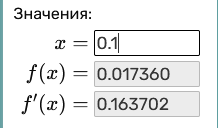 Значения:
x = 0.1
f(x) = 0.017360
f′(x) = 0.163702